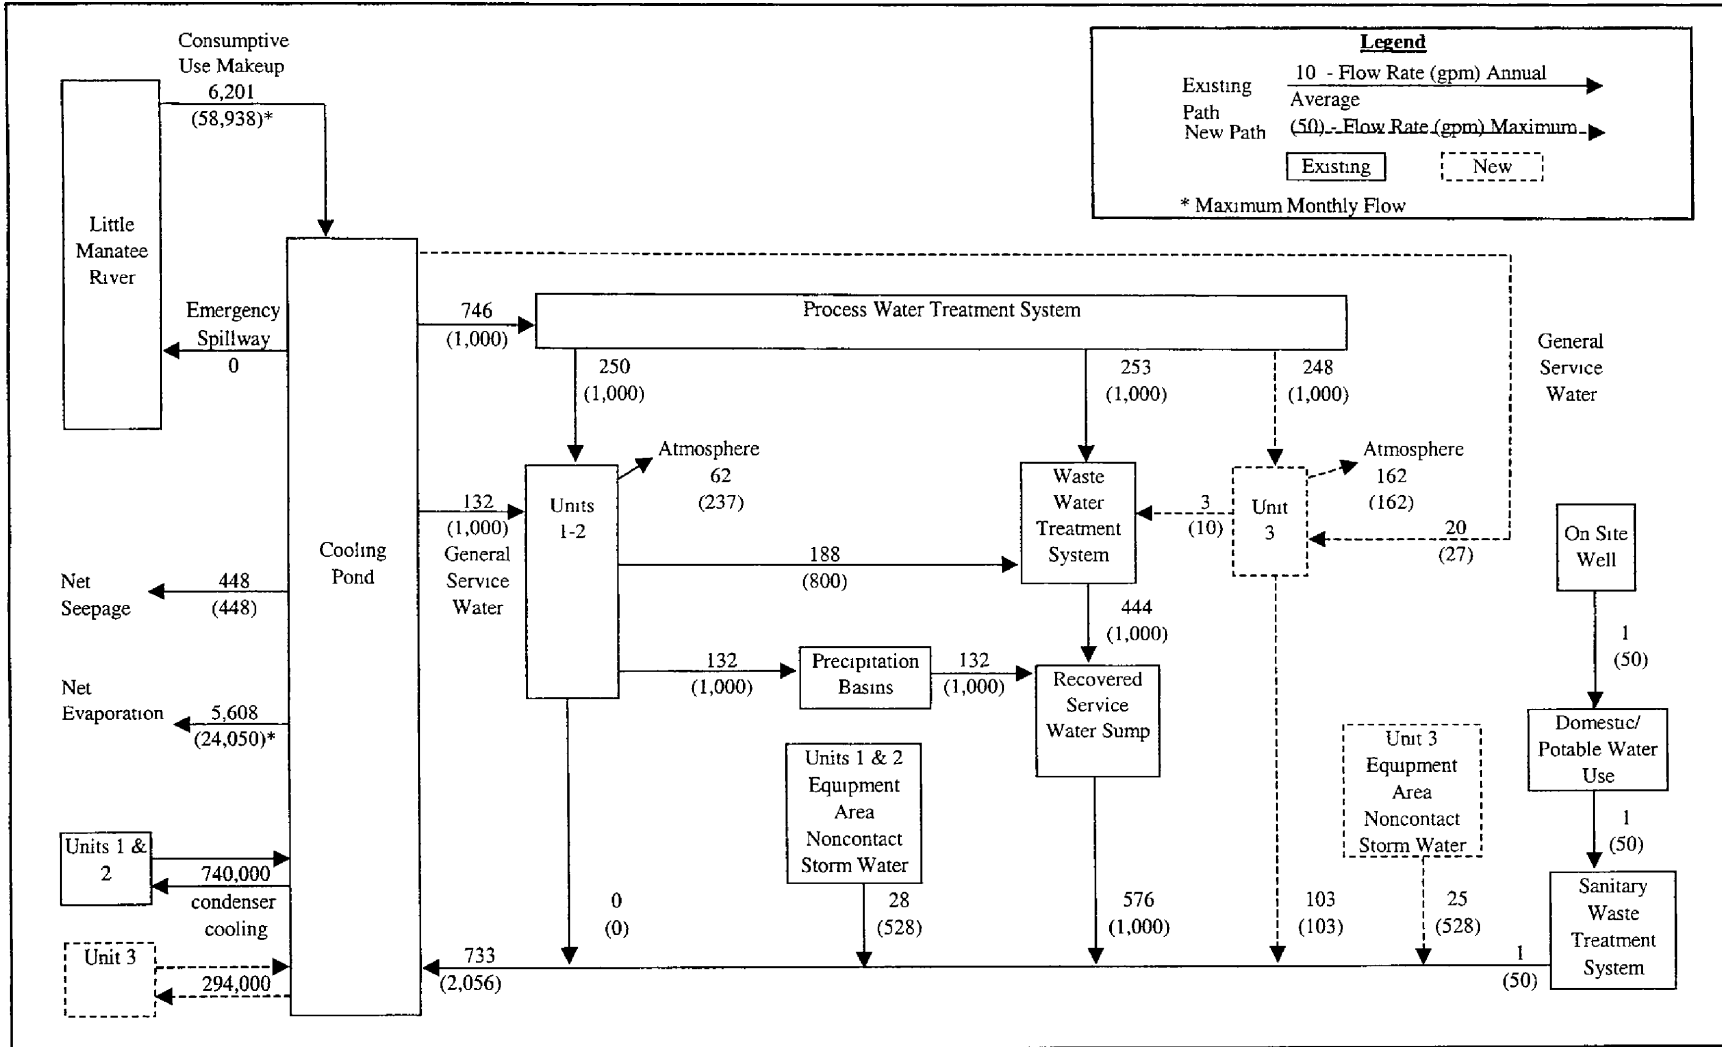 Consumptive
Use Makeup
6,201
(58,938)*
Legend
10 - Flow Rate (gpm) Annual
Existing
Average
Path
New Path
(50) - Flow Rate (gpm) Maximum
Existing
New
* Maximum Monthly Flow
Little
Manatee
River
Emergency
Spillway
0
746
(1,000)
Process Water Treatment System
250
(1,000)
253
(1,000)
248
(1,000)
General
Service
Water
Atmosphere
62
(237)
Atmosphere
162
(162)
132
(1,000)
General
Service
Water
Units
1-2
Waste
Water
Treatment
System
3
(10)
Unit
3
20
(27)
On Site
Well
Cooling
Pond
188
(800)
Net
Seepage
448
(448)
444
(1,000)
1
(50)
132
(1,000)
Precipitation
Basins
132
(1,000)
Recovered
Service
Water Sump
Net
Evaporation
5,608
(24,050)*
Domestic/
Potable Water
Use
Units 1 & 2
Equipment
Area
Noncontact
Storm Water
Unit 3
Equipment
Area
Noncontact
Storm Water
1
(50)
Units 1 &
2
740,000
condenser
cooling
Sanitary
Waste
Treatment
System
0
(0)
28
(528)
576
(1,000)
103
(103)
25
(528)
Unit 3
294,000
733
(2,056)
1
(50)